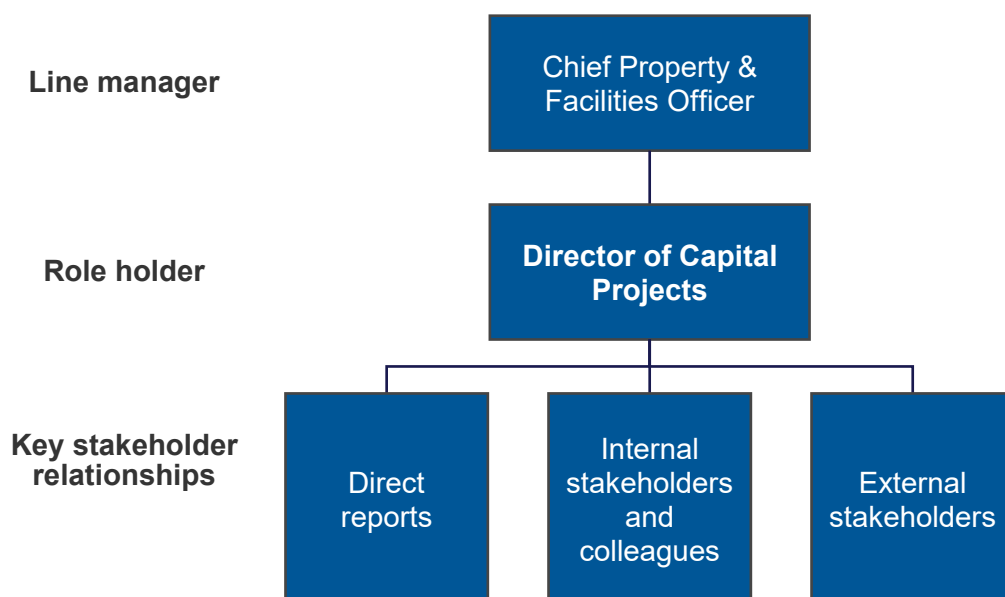 Line manager
Chief Property &
Facilities Officer
Role holder
Director of Capital
Projects
Key stakeholder
relationships
Direct
reports
Internal
stakeholders
and
colleagues
External
stakeholders